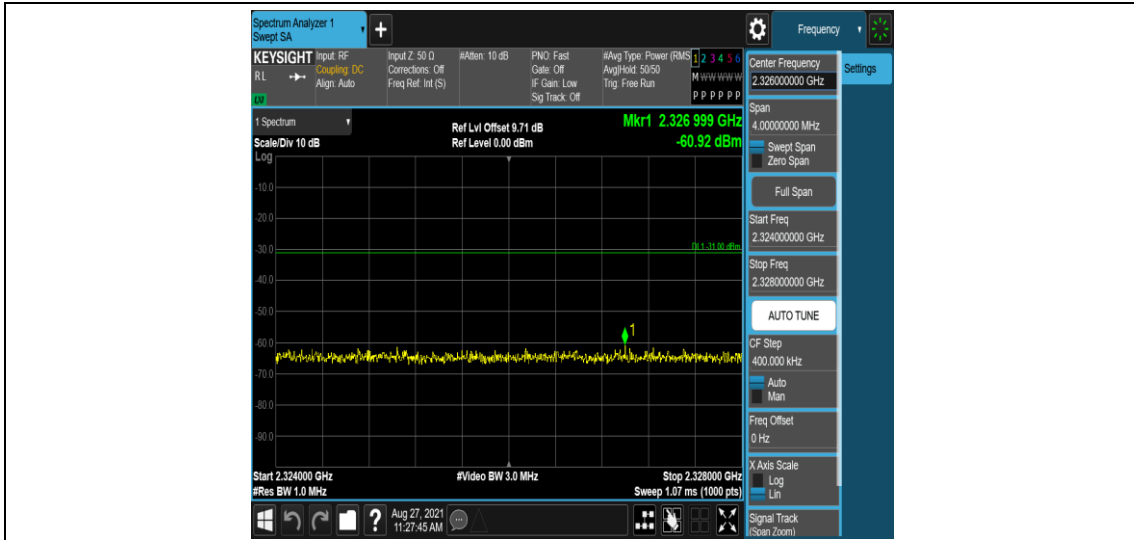 Spectrum Analyzer 1
Swept SA
+
Frequency
KEYSIGHT
RL
Input: RF
Coupling: DC
Align: Auto
Input Z: 50 Ω
Corrections: Off
Freq Ref: Int (S)
#Atten: 10 dB
PNO: Fast
Gate: Off
IF Gain: Low
Sig Track: Off
#Avg Type: Power (RMS
Avg|Hold: 50/50
Trig: Free Run
1 2 3 4 5 6
M W W W W W
P P P P P P
1 Spectrum
Scale/Div 10 dB
Log
Ref Lvl Offset 9.71 dB
Ref Level 0.00 dBm
Mkr1 2.326 999 GHz
-60.92 dBm
-10.0
-20.0
-30.0
DL1 -31.00 dBm
-40.0
-50.0
1
-60.0
-70.0
-80.0
-90.0
Start 2.324000 GHz
#Res BW 1.0 MHz
#Video BW 3.0 MHz
Stop 2.328000 GHz
Sweep 1.07 ms (1000 pts)
Aug 27, 2021
11:27:45 AM
Center Frequency
2.326000000 GHz
Settings
Span
4.00000000 MHz
Swept Span
Zero Span
Full Span
Start Freq
2.324000000 GHz
Stop Freq
2.328000000 GHz
AUTO TUNE
CF Step
400.000 kHz
Auto
Man
Freq Offset
0 Hz
X Axis Scale
Log
Lin
Signal Track
(Span Zoom)